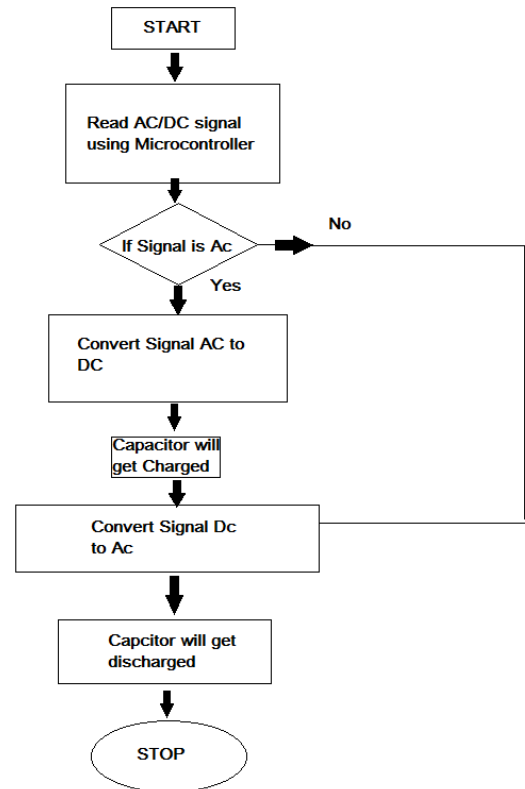 START
Read AC/DC signal
using Microcontroller
If Signal is Ac
No
Yes
Convert Signal AC to
DC
Capacitor will
get Charged
Convert Signal Dc
to Ac
Capcitor will get
discharged
STOP